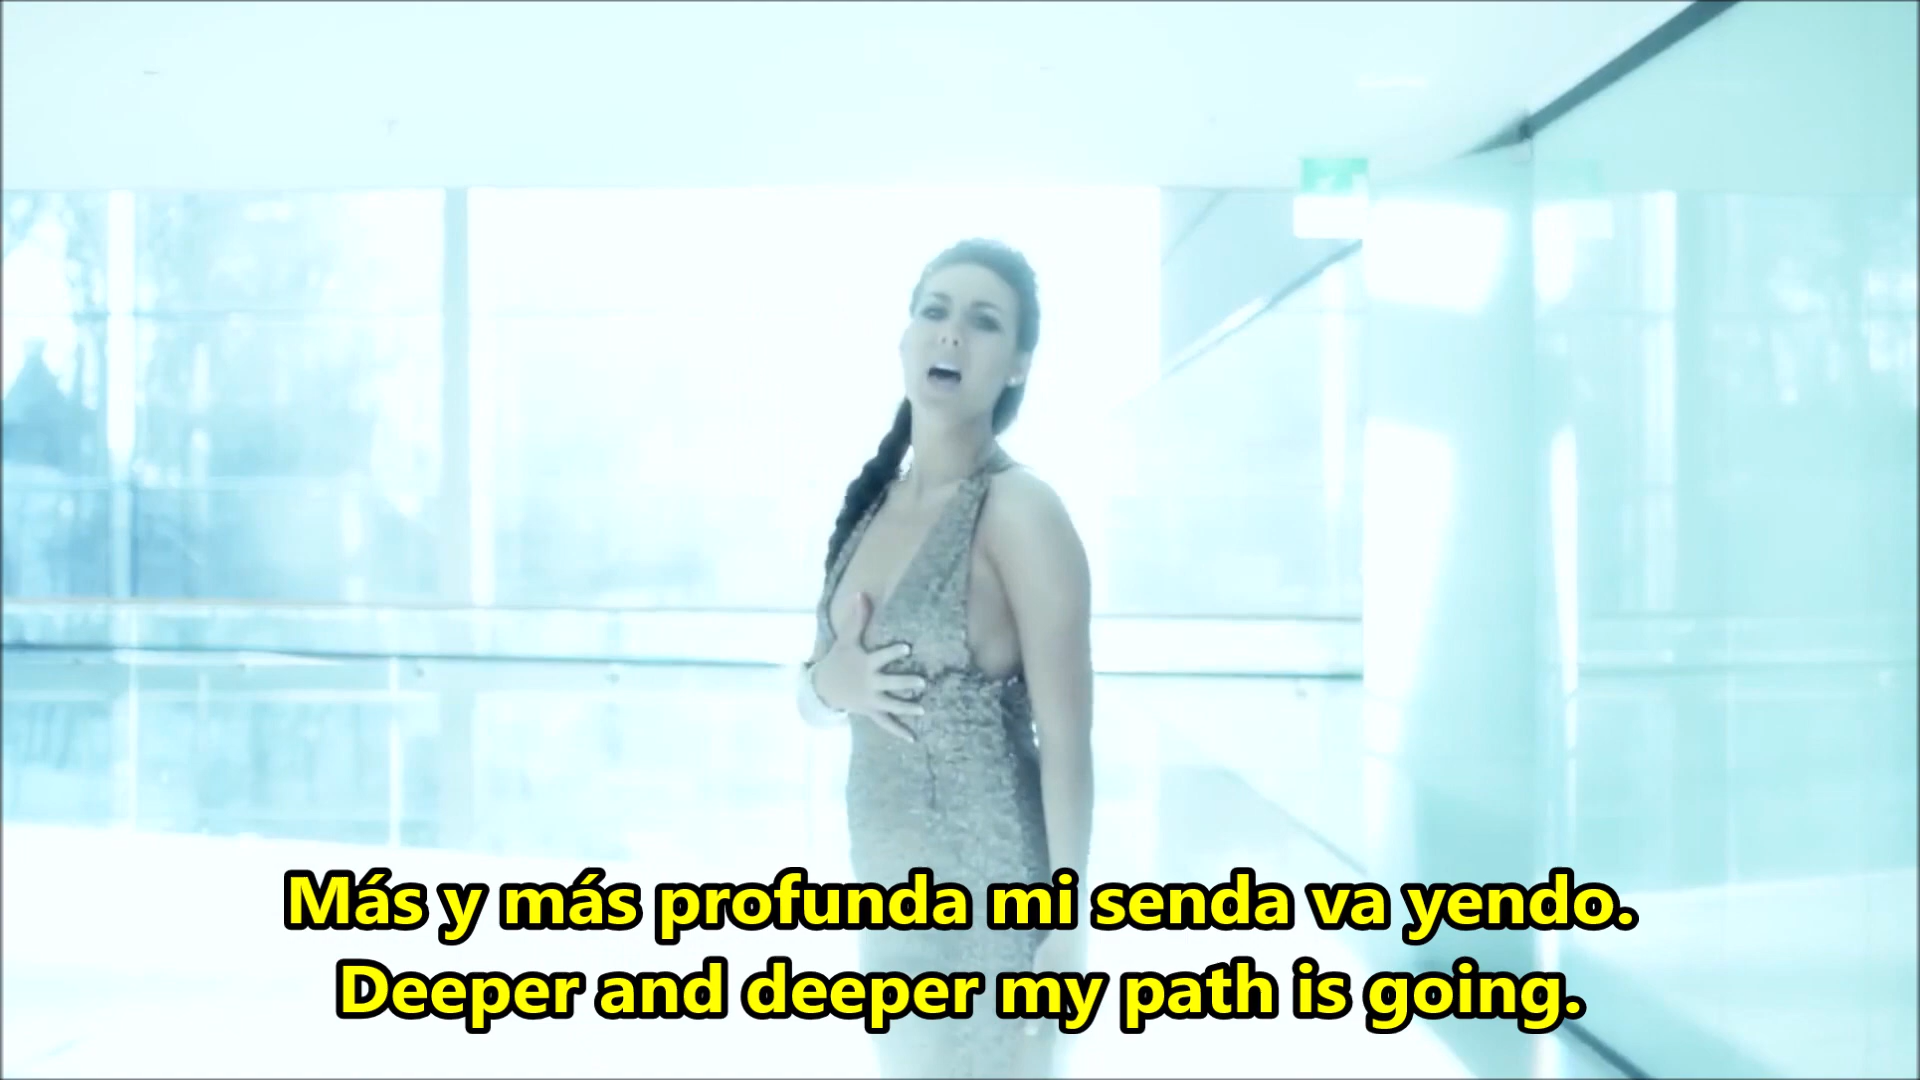 Más y más profunda mi senda va yendo.
Deeper and deeper my path is going.